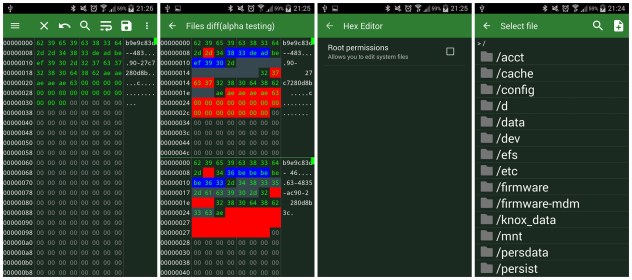 59% 21:26
00000000 62 39 65 39 63 38 33 64 b9e9c83d
00000008 2d 2d 34 38 33 de ad be --483...
00000010 ef 39 30 2d 32 37 63 37 .90-27c7
00000018 32 38 30 64 38 62 ae ae 280d8b..
00000020 ae ae ae 63 00 00 00 00 ...c....
00000028 00 00 00 00 00 00 00 00 ........
00000030 00 00 00 00 00 00 00 00 ...
00000038 00 00 00 00 00 00 00 00
00000040 00 00 00 00 00 00 00 00
00000048 00 00 00 00 00 00 00 00
00000050 00 00 00 00 00 00 00 00
00000058 00 00 00 00 00 00 00 00
00000060 00 00 00 00 00 00 00 00
00000068 00 00 00 00 00 00 00 00
00000070 00 00 00 00 00 00 00 00
00000078 00 00 00 00 00 00 00 00
00000080 00 00 00 00 00 00 00 00
00000088 00 00 00 00 00 00 00 00
00000090 00 00 00 00 00 00 00 00
00000098 00 00 00 00 00 00 00 00
000000a0 00 00 00 00 00 00 00 00
000000a8 00 00 00 00 00 00 00 00
000000b0 00 00 00 00 00 00 00 00
000000b8 00 00 00 00 00 00 00 00
59% 21:25
Files diff(alpha testing)
00000000 62 39 65 39 63 38 33 64 b9e9c83d
00000008 2d 2d 34 38 33 de ad be --483...
00000010 ef 39 30 2d .90-
00000014 32 37 27
00000016 63 37 32 38 30 64 38 62 c7280d8b
0000001e ae ae ae ae ae 63 .....c
00000024 00 00 00 00 00 00 00 00 ........
0000002c 00 00 00 00 00 00 00 00 ........
00000034 00 00 00 00 00 00 00 00
0000003c 00 00 00 00 00 00 00 00
00000044 00 00 00 00 00 00 00 00
0000004c 00 00 00 00 00 00 00 00
00000000 62 39 65 39 63 38 33 64 b9e9c83d
00000008 2d 34 36 be be be be - 46....
00000010 be 36 33 2d 34 38 33 35 .63-4835
00000017 2d 61 63 39 30 2d 32 -ac90-2
0000001e 32 38 30 64 38 62 280d8b
00000024 33 63 ae 3c.
00000027 00
00000028 00 00 00 00 00 00 00 00
00000030 00 00 00 00 00 00 00 00
00000038 00 00 00 00 00 00 00 00
00000040 00 00 00 00 00 00 00 00
59% 21:25
Hex Editor
Root permissions
Allows you to edit system files
59% 21:24
Select file
> /
/acct
/cache
/config
/d
/data
/dev
/efs
/etc
/firmware
/firmware-mdm
/knox_data
/mnt
/persdata
/persist